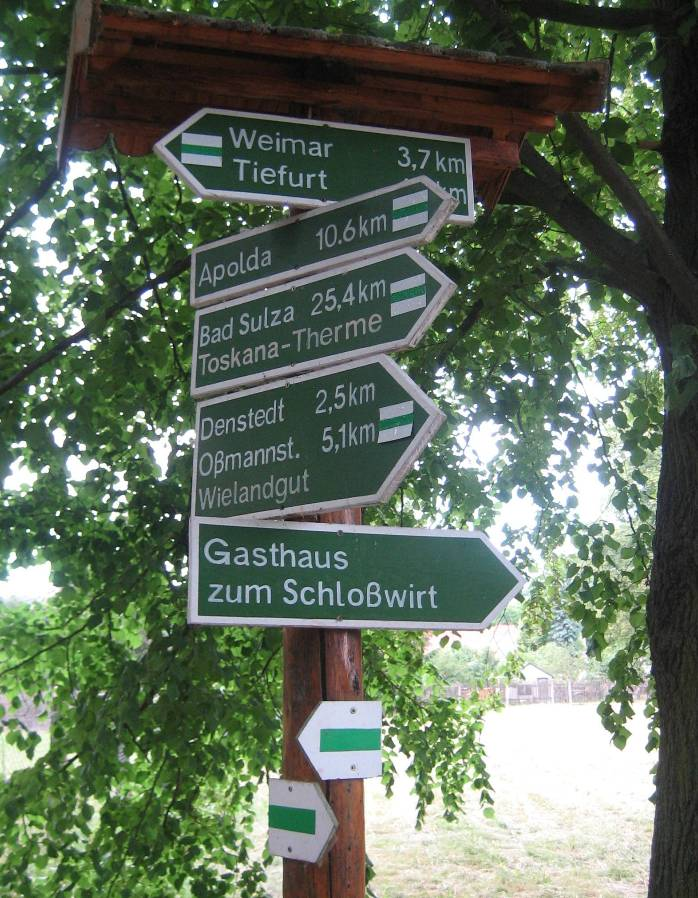 Weimar 3,7 km
Tiefurt km
Apolda 10.6 km
Bad Sulza 25,4 km
Toskana-Therme
Denstedt 2,5 km
Oßmannst. 5,1 km
Wielandgut
Gasthaus
zum Schloßwirt